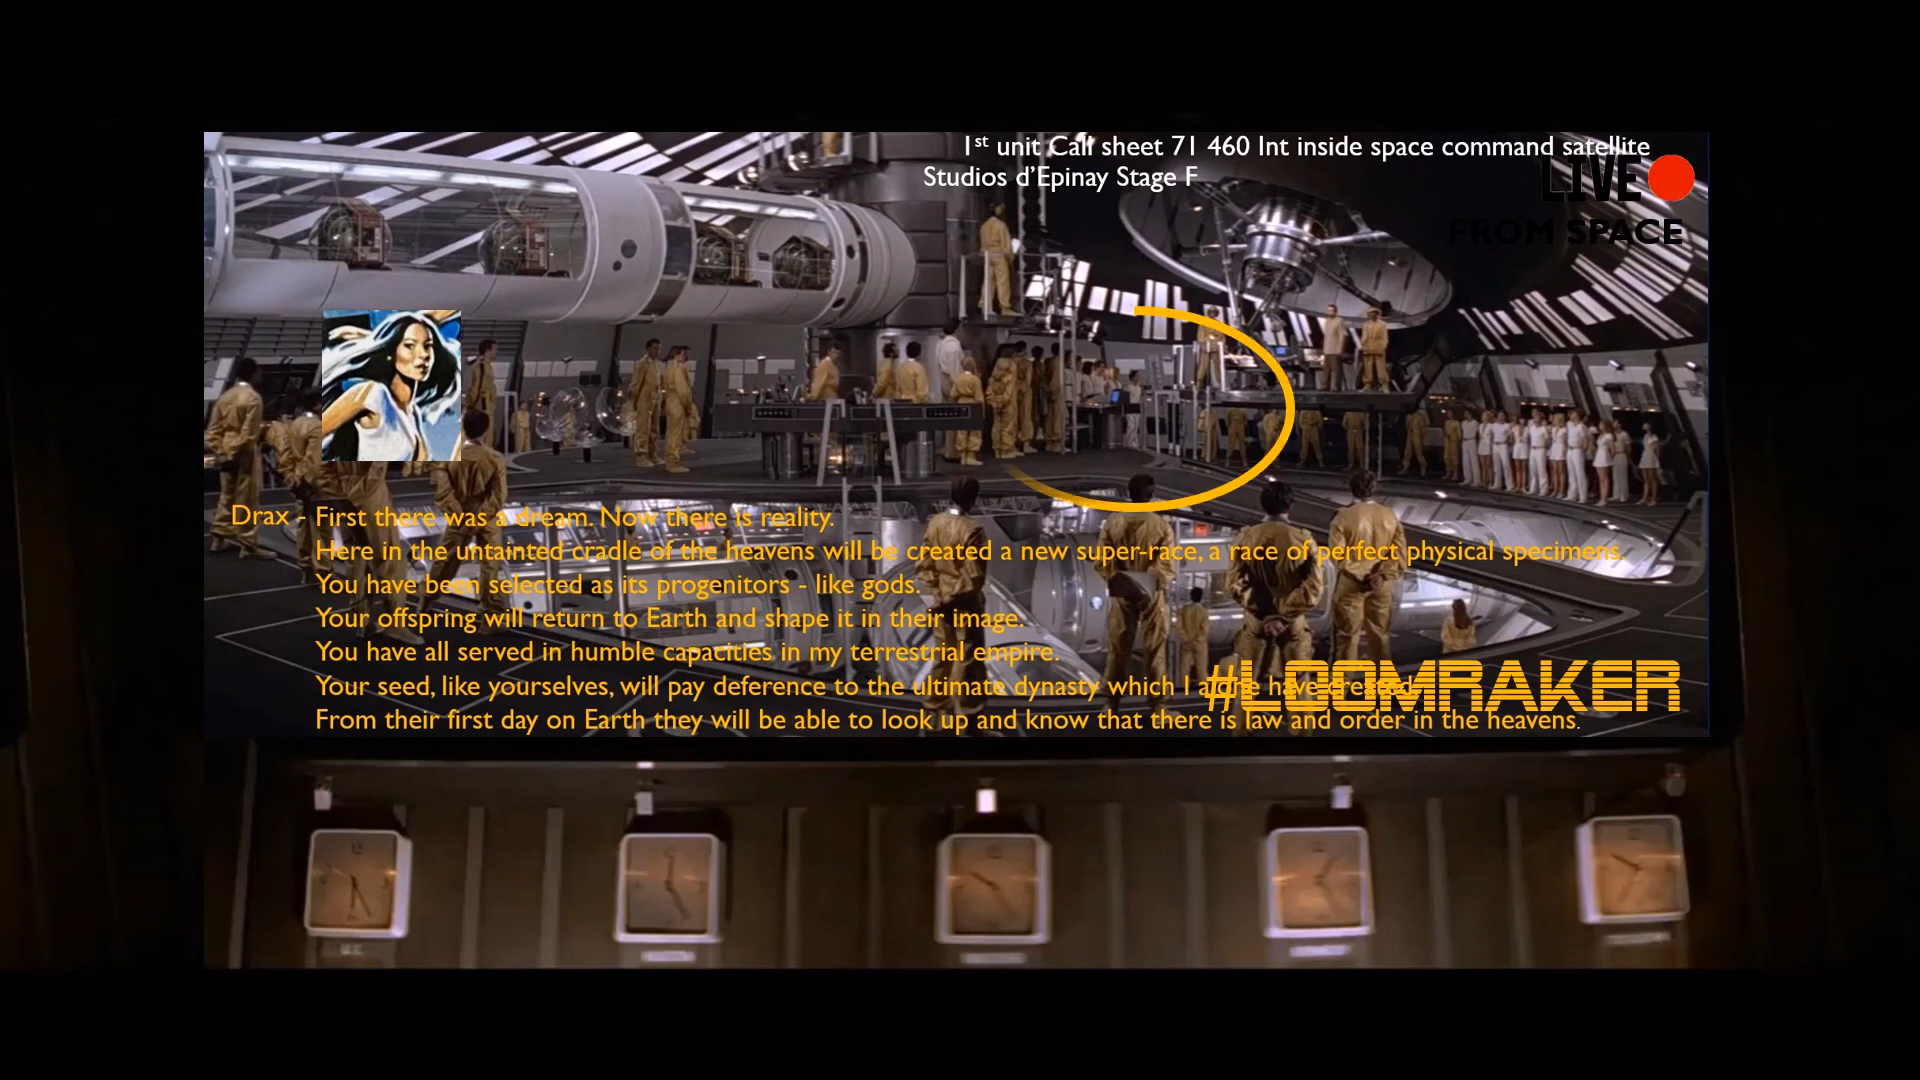 1st unit Call sheet 71 460 Int inside space command satellite
Studios d'Epinay Stage F
LIVE
FROM SPACE
Drax - First there was a dream. Now there is reality.
Here in the untainted cradle of the heavens will be created a new super-race, a race of perfect physical specimens.
You have been selected as its progenitors - like gods.
Your offspring will return to Earth and shape it in their image.
You have all served in humble capacities in my terrestrial empire.
Your seed, like yourselves, will pay deference to the ultimate dynasty which I alone have created.
#LOOMRAKER
From their first day on Earth they will be able to look up and know that there is law and order in the heavens.